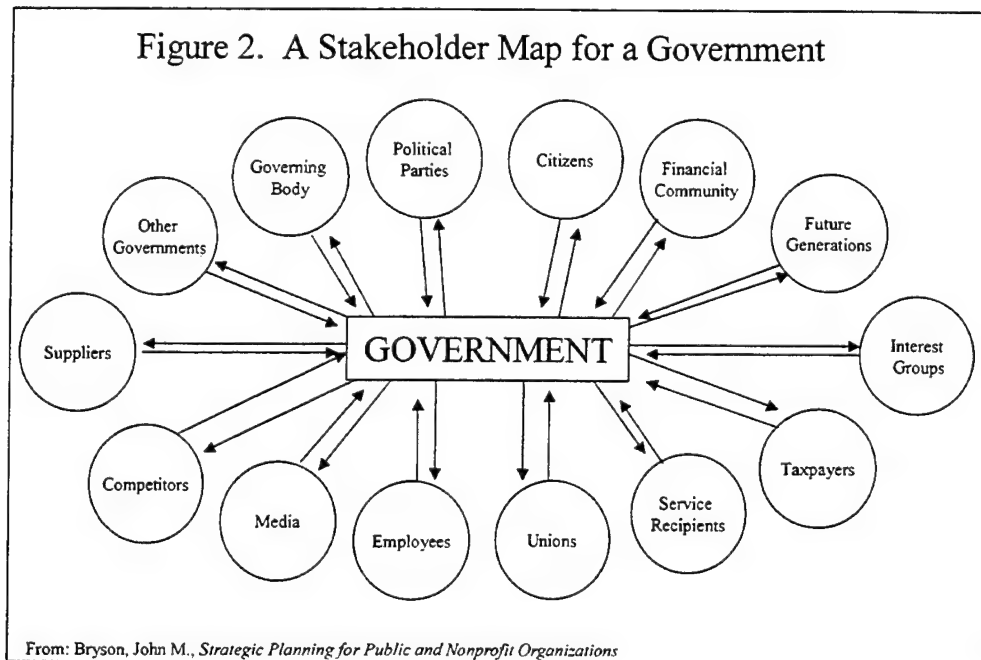 Figure 2. A Stakeholder Map for a Government
Political
Parties
Citizens
Governing
Body
Financial
Community
Other
Governments
Future
Generations
Suppliers
GOVERNMENT
Interest
Groups
Competitors
Media
Employees
Unions
Service
Recipients
Taxpayers
From: Bryson, John M., Strategic Planning for Public and Nonprofit Organizations